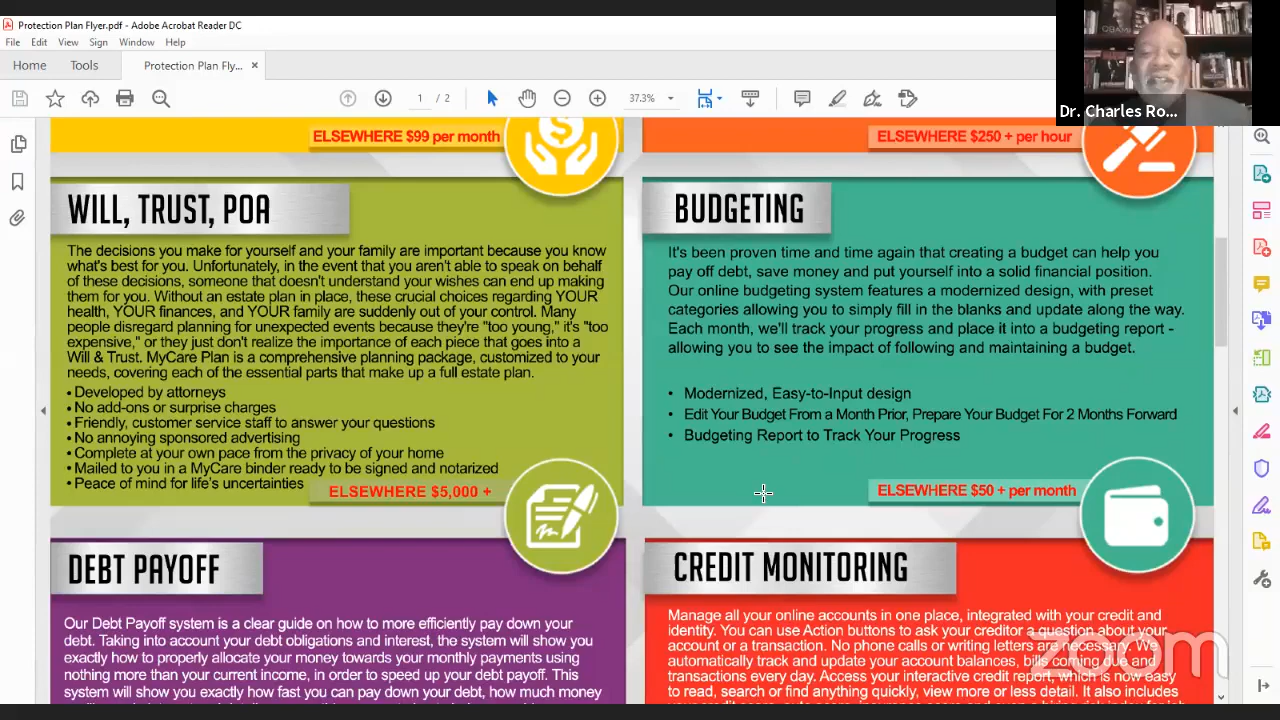 Protection Plan Flyer.pdf - Adobe Acrobat Reader DC
File Edit View Sign Window Help
Home Tools Protection Plan Fly... ×
1 / 2 37.3%
Dr. Charles Ro...
ELSEWHERE $99 per month
ELSEWHERE $250 + per hour
WILL, TRUST, POA
The decisions you make for yourself and your family are important because you know
what's best for you. Unfortunately, in the event that you aren't able to speak on behalf
of these decisions, someone that doesn't understand your wishes can end up making
them for you. Without an estate plan in place, these crucial choices regarding YOUR
health, YOUR finances, and YOUR family are suddenly out of your control. Many
people disregard planning for unexpected events because they're "too young," it's "too
expensive," or they just don't realize the importance of each piece that goes into a
Will & Trust. MyCare Plan is a comprehensive planning package, customized to your
needs, covering each of the essential parts that make up a full estate plan.
• Developed by attorneys
• No add-ons or surprise charges
• Friendly, customer service staff to answer your questions
• No annoying sponsored advertising
• Complete at your own pace from the privacy of your home
• Mailed to you in a MyCare binder ready to be signed and notarized
• Peace of mind for life's uncertainties
ELSEWHERE $5,000 +
BUDGETING
It's been proven time and time again that creating a budget can help you
pay off debt, save money and put yourself into a solid financial position.
Our online budgeting system features a modernized design, with preset
categories allowing you to simply fill in the blanks and update along the way.
Each month, we'll track your progress and place it into a budgeting report -
allowing you to see the impact of following and maintaining a budget.
• Modernized, Easy-to-Input design
• Edit Your Budget From a Month Prior, Prepare Your Budget For 2 Months Forward
• Budgeting Report to Track Your Progress
ELSEWHERE $50 + per month
DEBT PAYOFF
Our Debt Payoff system is a clear guide on how to more efficiently pay down your
debt. Taking into account your debt obligations and interest, the system will show you
exactly how to properly allocate your money towards your monthly payments using
nothing more than your current income, in order to speed up your debt payoff. This
system will show you exactly how fast you can pay down your debt, how much money
CREDIT MONITORING
Manage all your online accounts in one place, integrated with your credit and
identity. You can use Action buttons to ask your creditor a question about your
account or a transaction. No phone calls or writing letters are necessary. We
automatically track and update your account balances, bills coming due and
transactions every day. Access your interactive credit report, which is now easy
to read, search or find anything quickly, view more or less detail. It also includes
zoom